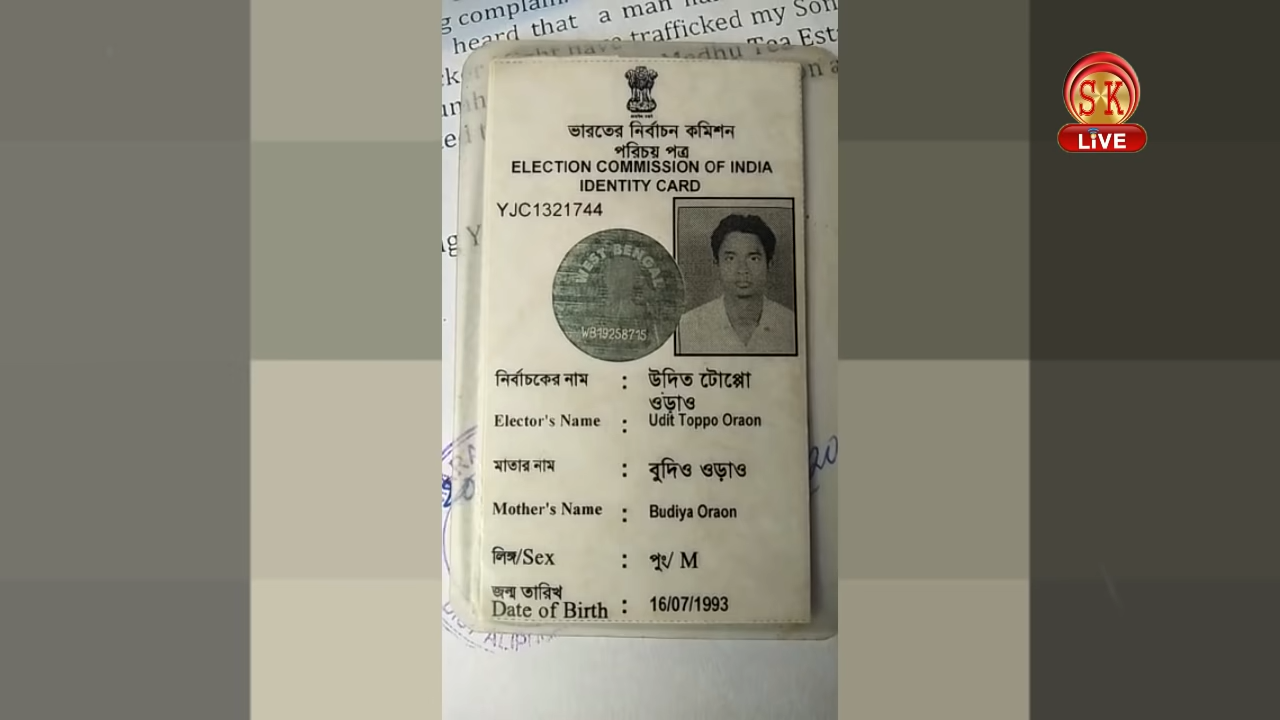 heard that a man
trafficked my Son
Medhu Tea Est
SK
LiVE
ভারতের নির্বাচন কমিশন
পরিচয় পত্র
ELECTION COMMISSION OF INDIA
IDENTITY CARD
YJC1321744
WEST BENGAL
WB19258715
নির্বাচকের নাম : উদিত টোপ্পো
ওড়াও
Elector's Name : Udit Toppo Oraon
মাতার নাম : বুদিও ওড়াও
Mother's Name : Budiya Oraon
লিঙ্গ/Sex : পুং/ M
জন্ম তারিখ
Date of Birth : 16/07/1993